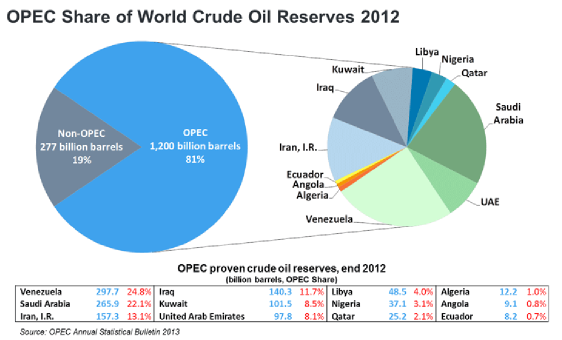 OPEC Share of World Crude Oil Reserves 2012
Non-OPEC
277 billion barrels
19%
OPEC
1,200 billion barrels
81%
Libya
Nigeria
Qatar
Saudi
Arabia
UAE
Venezuela
Algeria
Angola
Ecuador
Iran, I.R.
Iraq
Kuwait
OPEC proven crude oil reserves, end 2012
(billion barrels, OPEC Share)
Venezuela 297.7 24.8% Iraq 140.3 11.7% Libya 48.5 4.0% Algeria 12.2 1.0%
Saudi Arabia 265.9 22.1% Kuwait 101.5 8.5% Nigeria 37.1 3.1% Angola 9.1 0.8%
Iran, I.R. 157.3 13.1% United Arab Emirates 97.8 8.1% Qatar 25.2 2.1% Ecuador 8.2 0.7%
Source: OPEC Annual Statistical Bulletin 2013